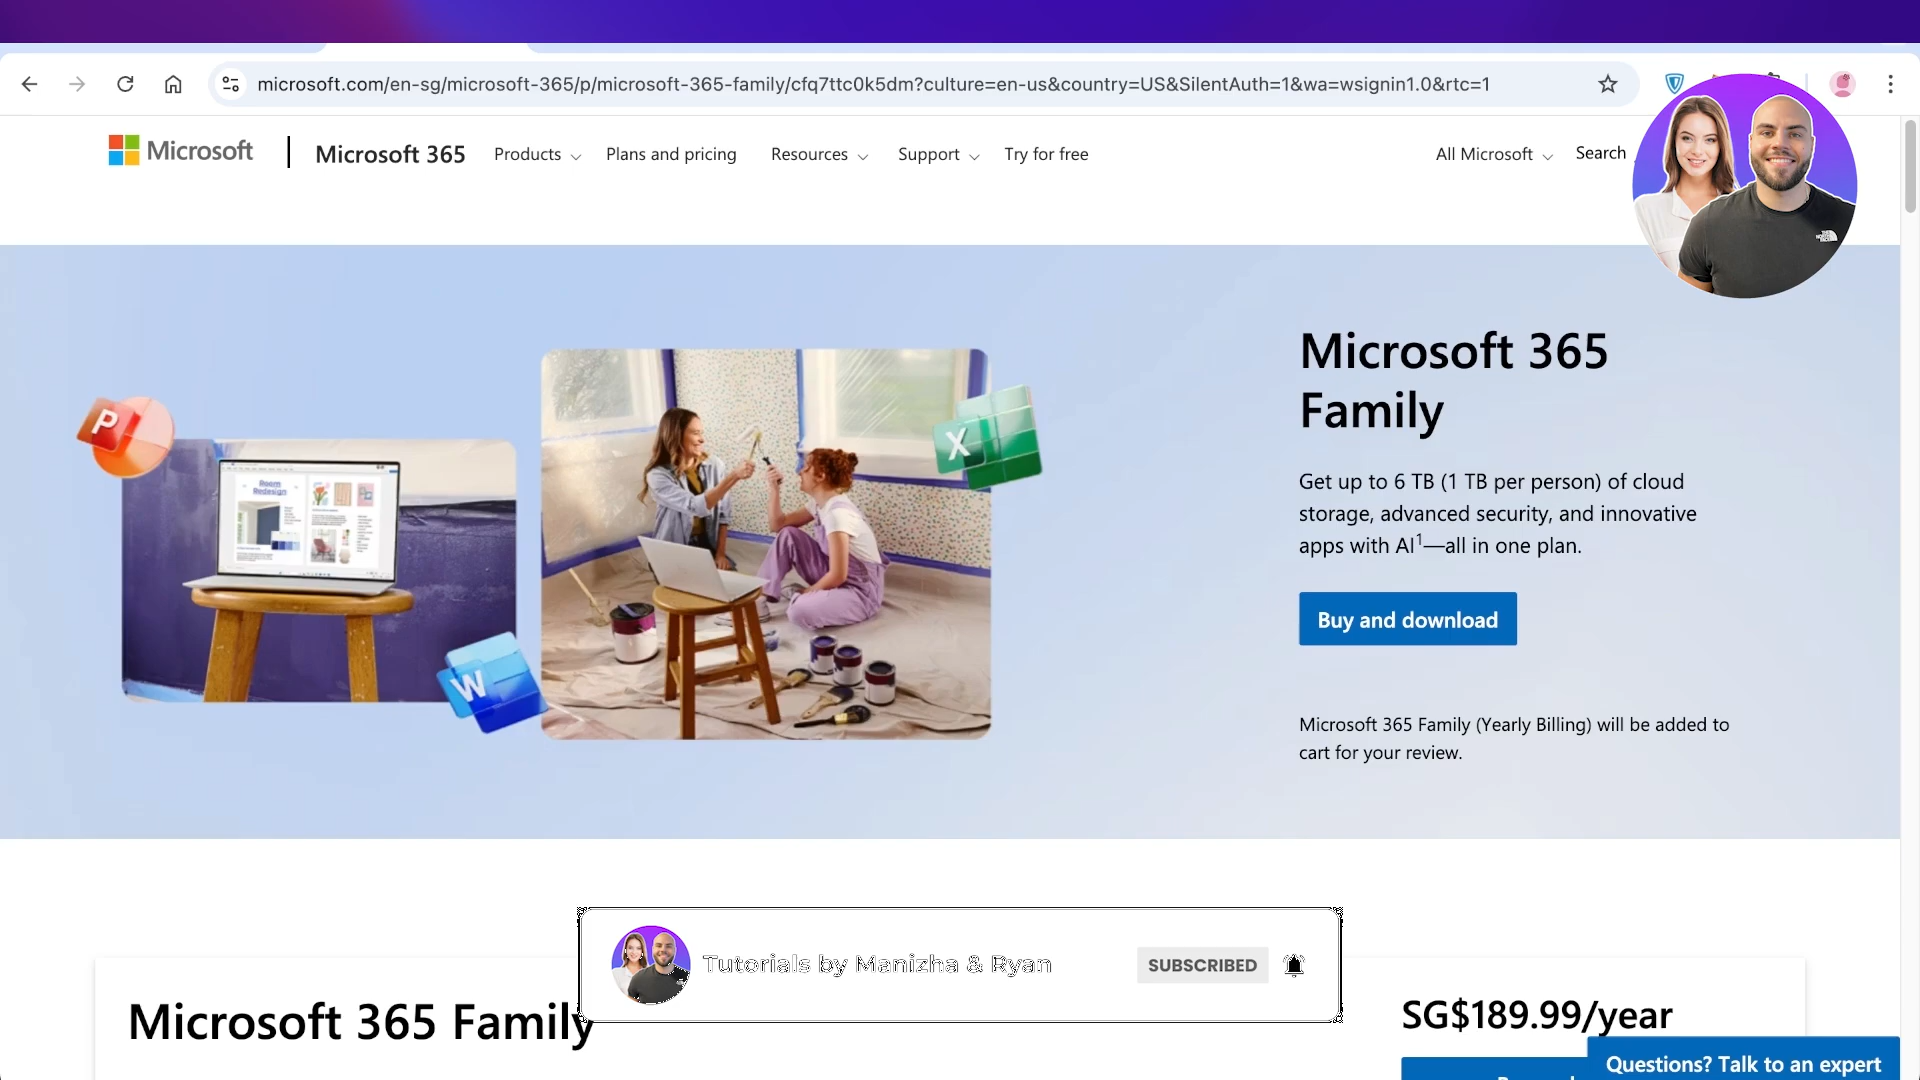 microsoft.com/en-sg/microsoft-365/p/microsoft-365-family/cfq7ttc0k5dm?culture=en-us&country=US&SilentAuth=1&wa=wsignin1.0&rtc=1
Microsoft
Microsoft 365
Products
Plans and pricing
Resources
Support
Try for free
All Microsoft
Search
Microsoft 365
Family
Get up to 6 TB (1 TB per person) of cloud
storage, advanced security, and innovative
apps with AI¹—all in one plan.
Buy and download
Microsoft 365 Family (Yearly Billing) will be added to
cart for your review.
P
X
W
Room
Redesign
Tutorials by Manizha & Ryan
SUBSCRIBED
Microsoft 365 Family
SG$189.99/year
Questions? Talk to an expert